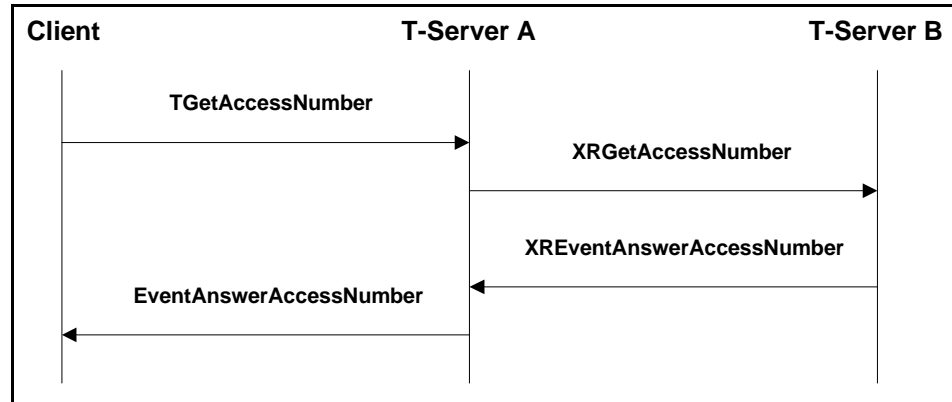 Client T-Server A T-Server B
TGetAccessNumber
XRGetAccessNumber
XREventAnswerAccessNumber
EventAnswerAccessNumber